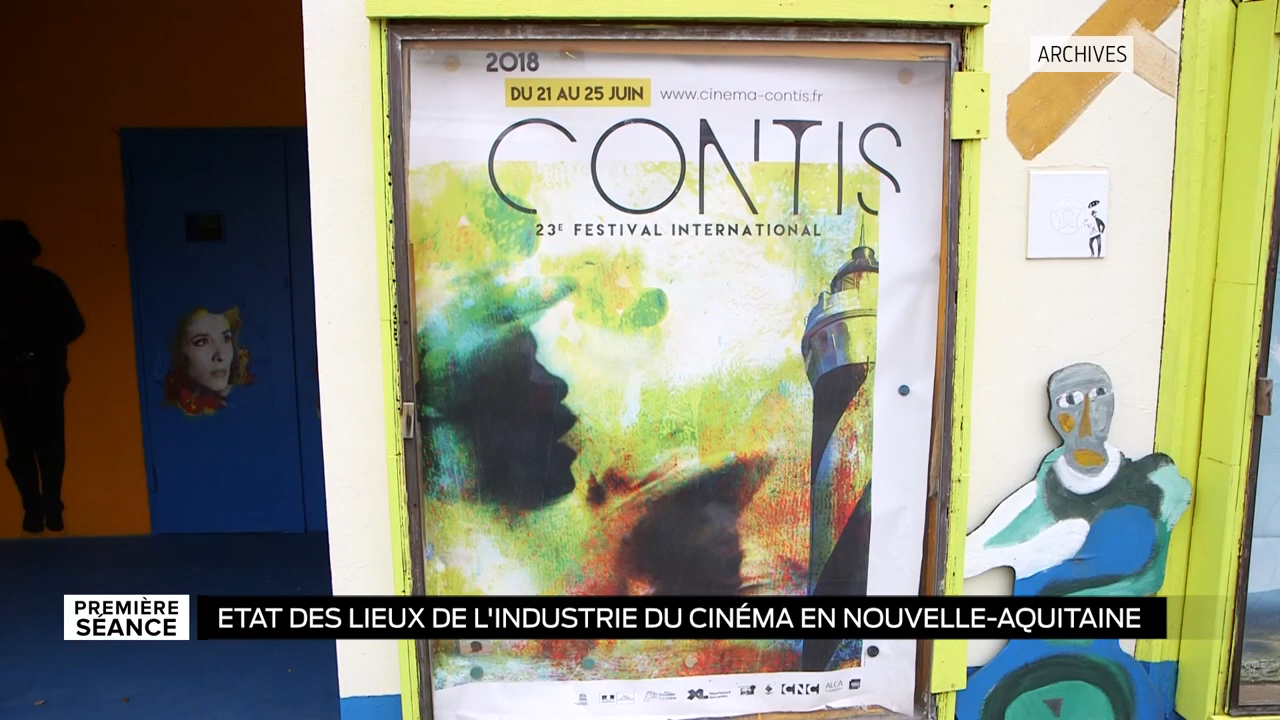 2018
ARCHIVES
DU 21 AU 25 JUIN www.cinema-contis.fr
CONTIS
23E FESTIVAL INTERNATIONAL
PREMIÈRE
SÉANCE
ETAT DES LIEUX DE L'INDUSTRIE DU CINÉMA EN NOUVELLE-AQUITAINE
XL
CNC ALCA